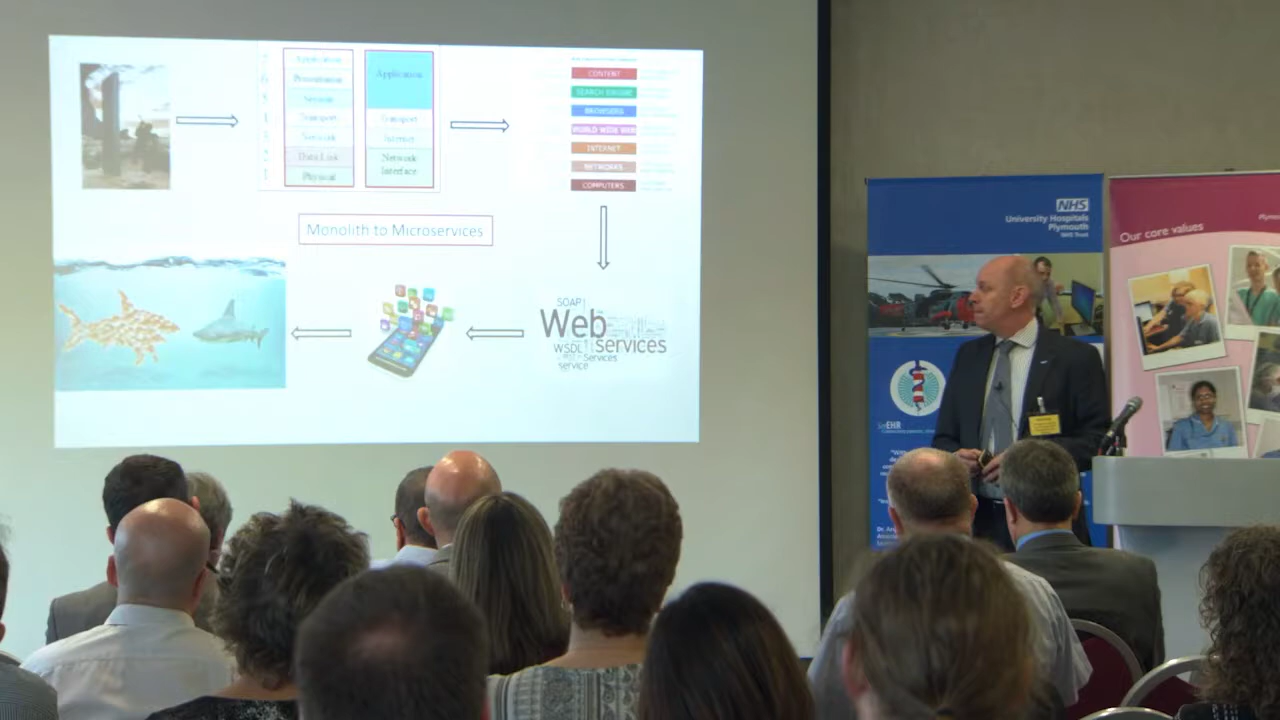 Application
Presentation
Session
Transport
Network
Data Link
Physical
Application
Transport
Internet
Network
Interface
CONTENT
SEARCH ENGINE
BROWSERS
WORLD WIDE WEB
INTERNET
NETWORKS
COMPUTERS
Monolith to Microservices
SOAP
Web
WSDL
services
Services
service
NHS
University Hospitals
Plymouth
NHS Trust
Our core values
EHR